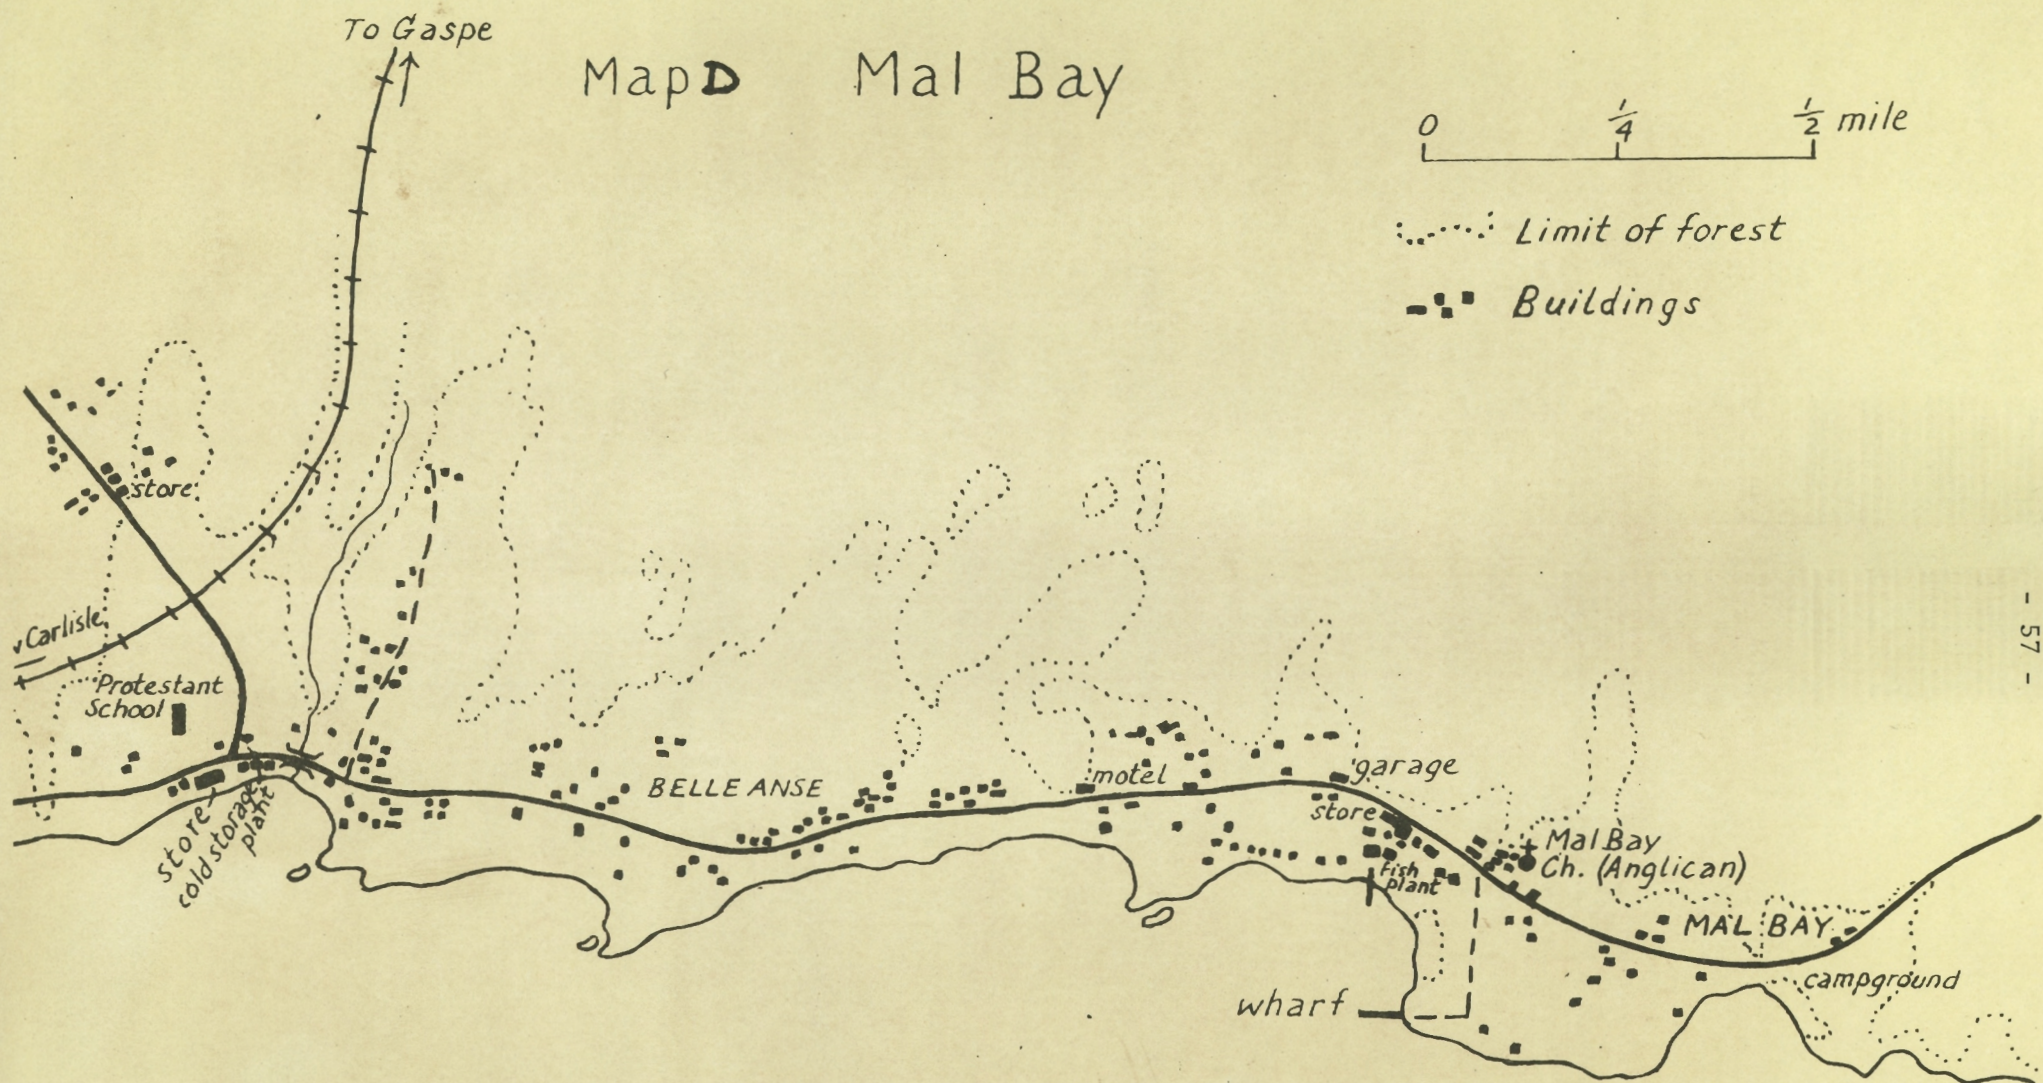 To Gaspe
Map D Mal Bay
0 1/4 1/2 mile
Limit of forest
Buildings
store
Carlisle
Protestant
School
store
cold storage
plant
BELLE ANSE
motel
garage
store
Fish
plant
Mal Bay
Ch. (Anglican)
MAL BAY
campground
wharf
- 57 -